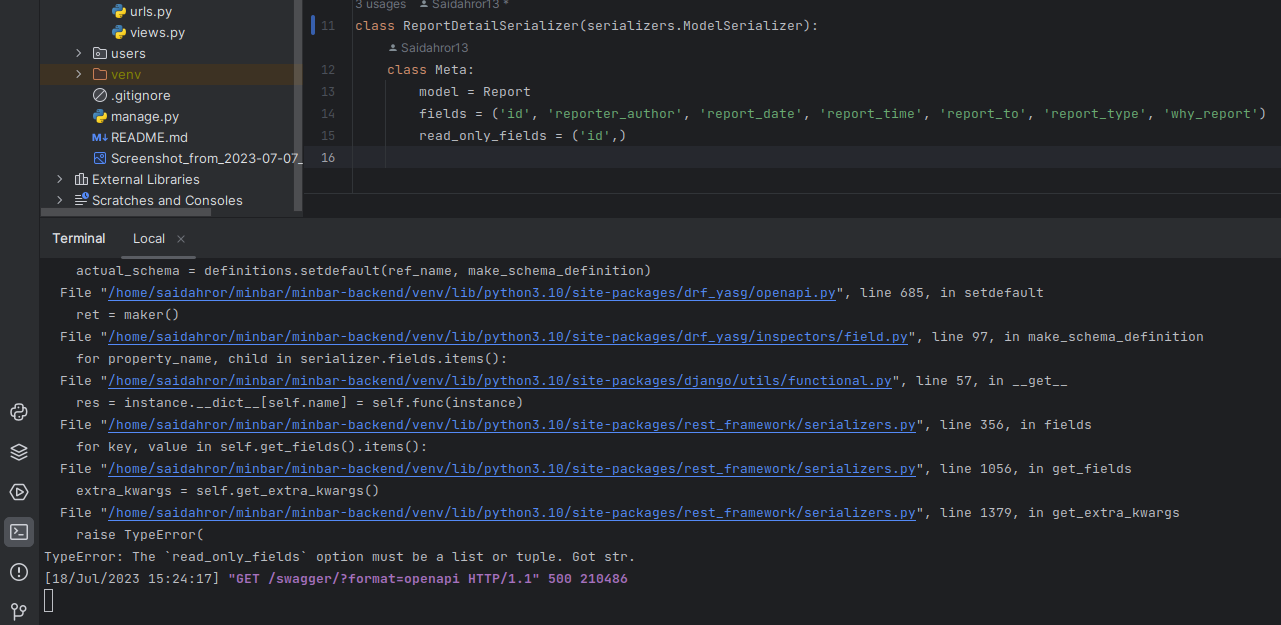 urls.py
views.py
users
venv
.gitignore
manage.py
README.md
Screenshot_from_2023-07-07_
External Libraries
Scratches and Consoles
3 usages Saidahror13 *
11 class ReportDetailSerializer(serializers.ModelSerializer):
Saidahror13
12 class Meta:
13 model = Report
14 fields = ('id', 'reporter_author', 'report_date', 'report_time', 'report_to', 'report_type', 'why_report')
15 read_only_fields = ('id',)
16
Terminal Local ×
actual_schema = definitions.setdefault(ref_name, make_schema_definition)
File "/home/saidahror/minbar/minbar-backend/venv/lib/python3.10/site-packages/drf_yasg/openapi.py", line 685, in setdefault
ret = maker()
File "/home/saidahror/minbar/minbar-backend/venv/lib/python3.10/site-packages/drf_yasg/inspectors/field.py", line 97, in make_schema_definition
for property_name, child in serializer.fields.items():
File "/home/saidahror/minbar/minbar-backend/venv/lib/python3.10/site-packages/django/utils/functional.py", line 57, in __get__
res = instance.__dict__[self.name] = self.func(instance)
File "/home/saidahror/minbar/minbar-backend/venv/lib/python3.10/site-packages/rest_framework/serializers.py", line 356, in fields
for key, value in self.get_fields().items():
File "/home/saidahror/minbar/minbar-backend/venv/lib/python3.10/site-packages/rest_framework/serializers.py", line 1056, in get_fields
extra_kwargs = self.get_extra_kwargs()
File "/home/saidahror/minbar/minbar-backend/venv/lib/python3.10/site-packages/rest_framework/serializers.py", line 1379, in get_extra_kwargs
raise TypeError(
TypeError: The `read_only_fields` option must be a list or tuple. Got str.
[18/Jul/2023 15:24:17] "GET /swagger/?format=openapi HTTP/1.1" 500 210486